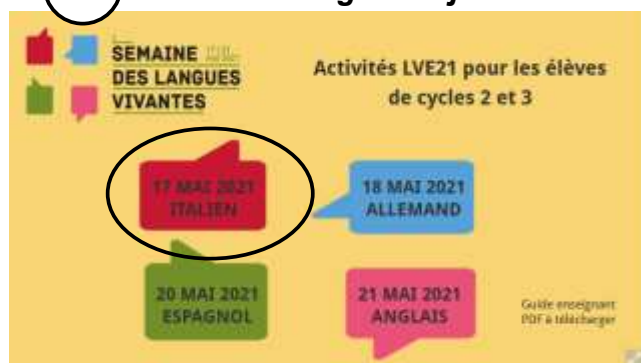 SEMAINE
DES LANGUES
VIVANTES
Activités LVE21 pour les élèves
de cycles 2 et 3
17 MAI 2021
ITALIEN
18 MAI 2021
ALLEMAND
20 MAI 2021
ESPAGNOL
21 MAI 2021
ANGLAIS
Guide enseignant
PDF à télécharger